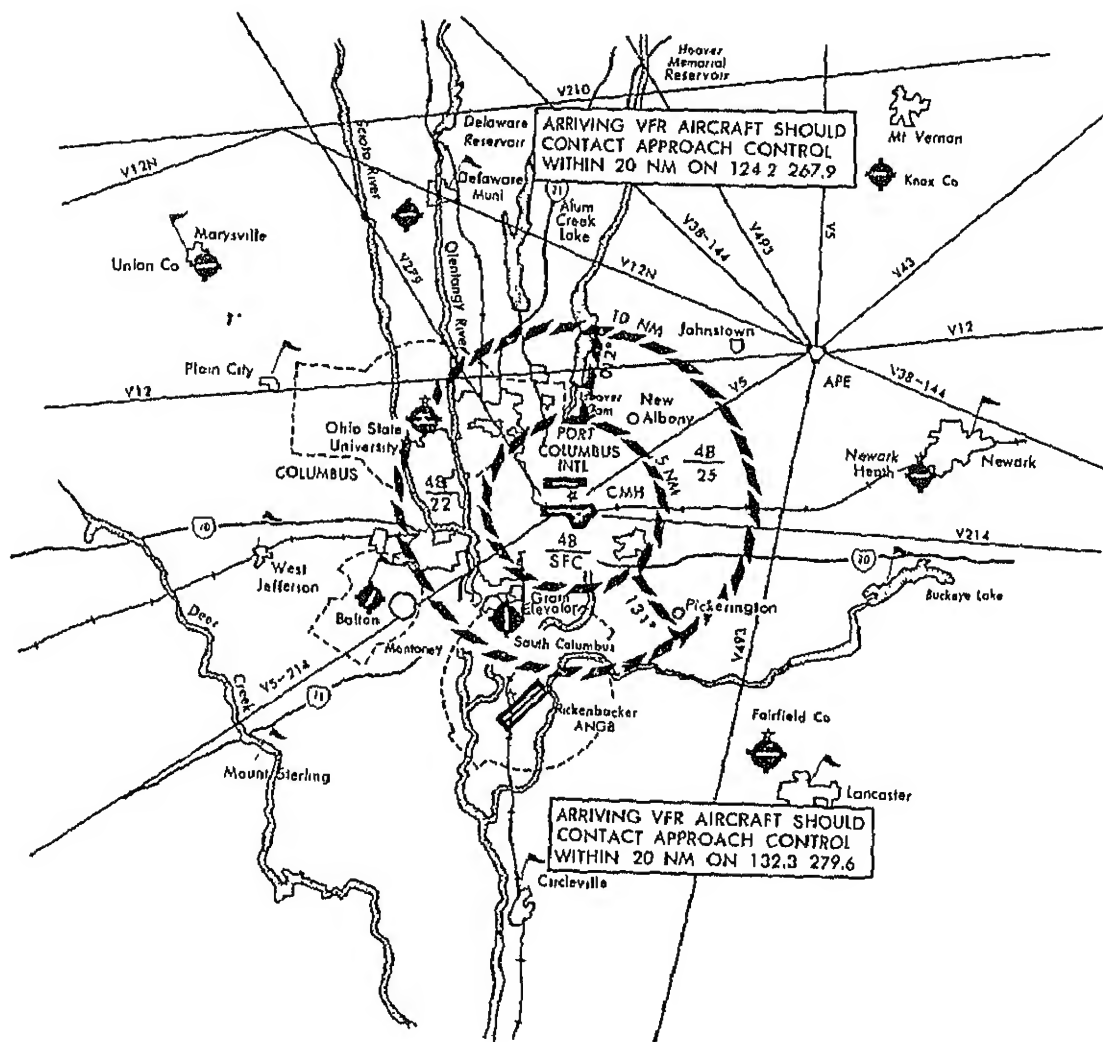 Hoover
Memorial
Reservoir
V210
Delaware
Reservoir
ARRIVING VFR AIRCRAFT SHOULD
CONTACT APPROACH CONTROL
WITHIN 20 NM ON 124.2 267.9
Mt Vernon
Knox Co
V12N
Scioto River
Delaware
Muni
71
Alum
Creek
Lake
Marysville
Union Co
V279
Olentangy River
V38-144
V493
V5
V12N
V43
10 NM
Johnstown
V12
Plain City
V12
012°
V5
APE
V38-144
Hoover
Dam
New
Albany
Ohio State
University
PORT
COLUMBUS
INTL
5 NM
48
25
Newark
Heath
Newark
COLUMBUS
48
22
CMH
70
48
SFC
V214
70
West
Jefferson
Bolton
Grain
Elevator
133°
Pickerington
Buckeye Lake
Deer
Creek
South Columbus
V493
V5-214
71
Rickenbacker
ANGB
Fairfield Co
Mount Sterling
Lancaster
ARRIVING VFR AIRCRAFT SHOULD
CONTACT APPROACH CONTROL
WITHIN 20 NM ON 132.3 279.6
Circleville